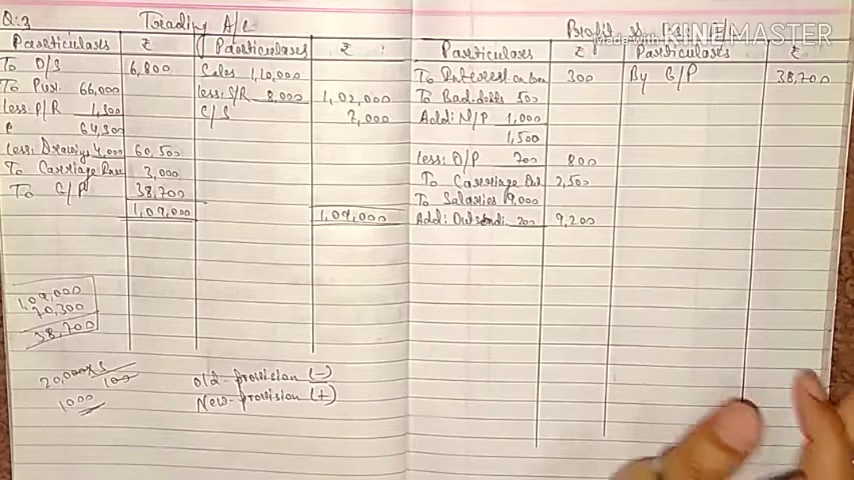 Q:3 Trading A/c
Particulars ₹ Particulars ₹
To O/S 6,800 Sales 1,10,000
To Pur. 66,000 less: S/R 8,000 1,02,000
less: P/R 1,500 C/S
64,500
less: Drawings 4,000 60,500
To Carriage 3,000
To G/P 38,700
1,09,000 1,09,000
1,09,000
70,300
38,700
20,000 x 5
100
1000
Old provision (-)
New provision (+)
Profit &
Made with KINEMASTER
Particulars ₹ Particulars ₹
To Interest on 300 By G/P 38,700
To Bad debts 500
Add: N/P 1,000
1,500
less: O/P 700 800
To Carriage Out 2,500
To Salaries 9,000
Add: 200 9,200